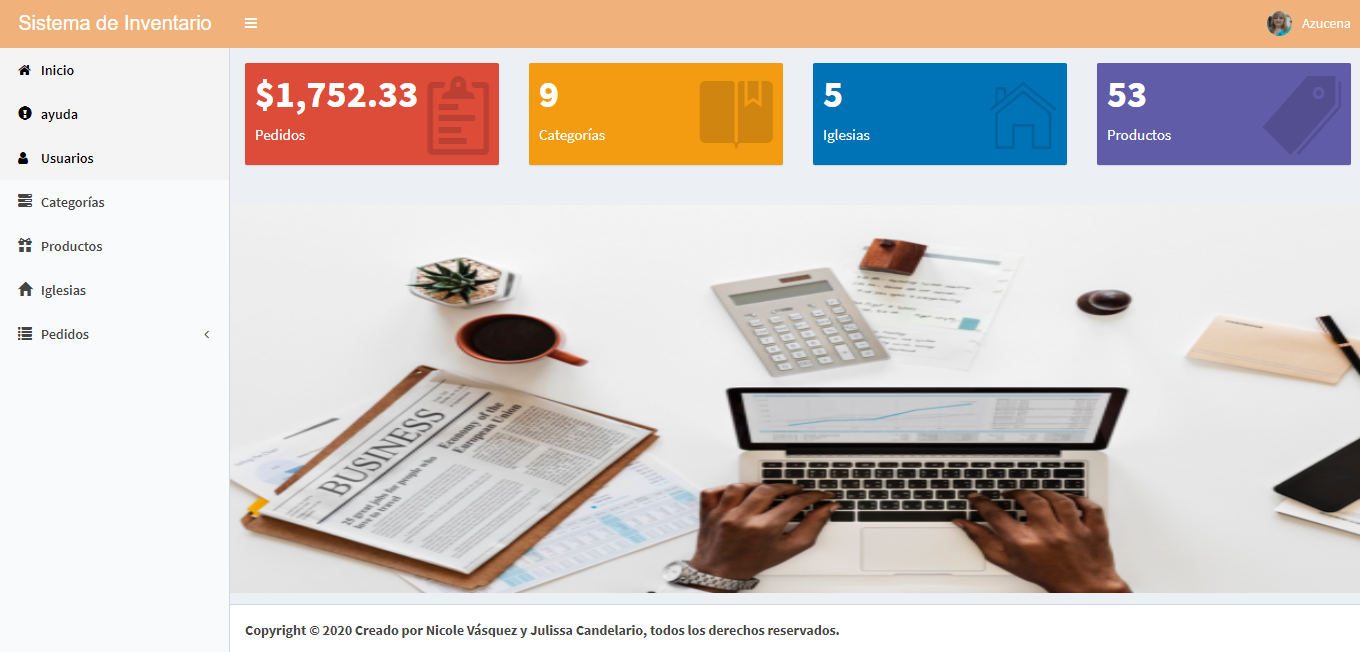 Sistema de Inventario
Azucena
Inicio
ayuda
Usuarios
Categorías
Productos
Iglesias
Pedidos
$1,752.33
Pedidos
9
Categorías
5
Iglesias
53
Productos
BUSINESS
Economy of the
European Union
25 great jobs for people who
love to travel
Copyright © 2020 Creado por Nicole Vásquez y Julissa Candelario, todos los derechos reservados.